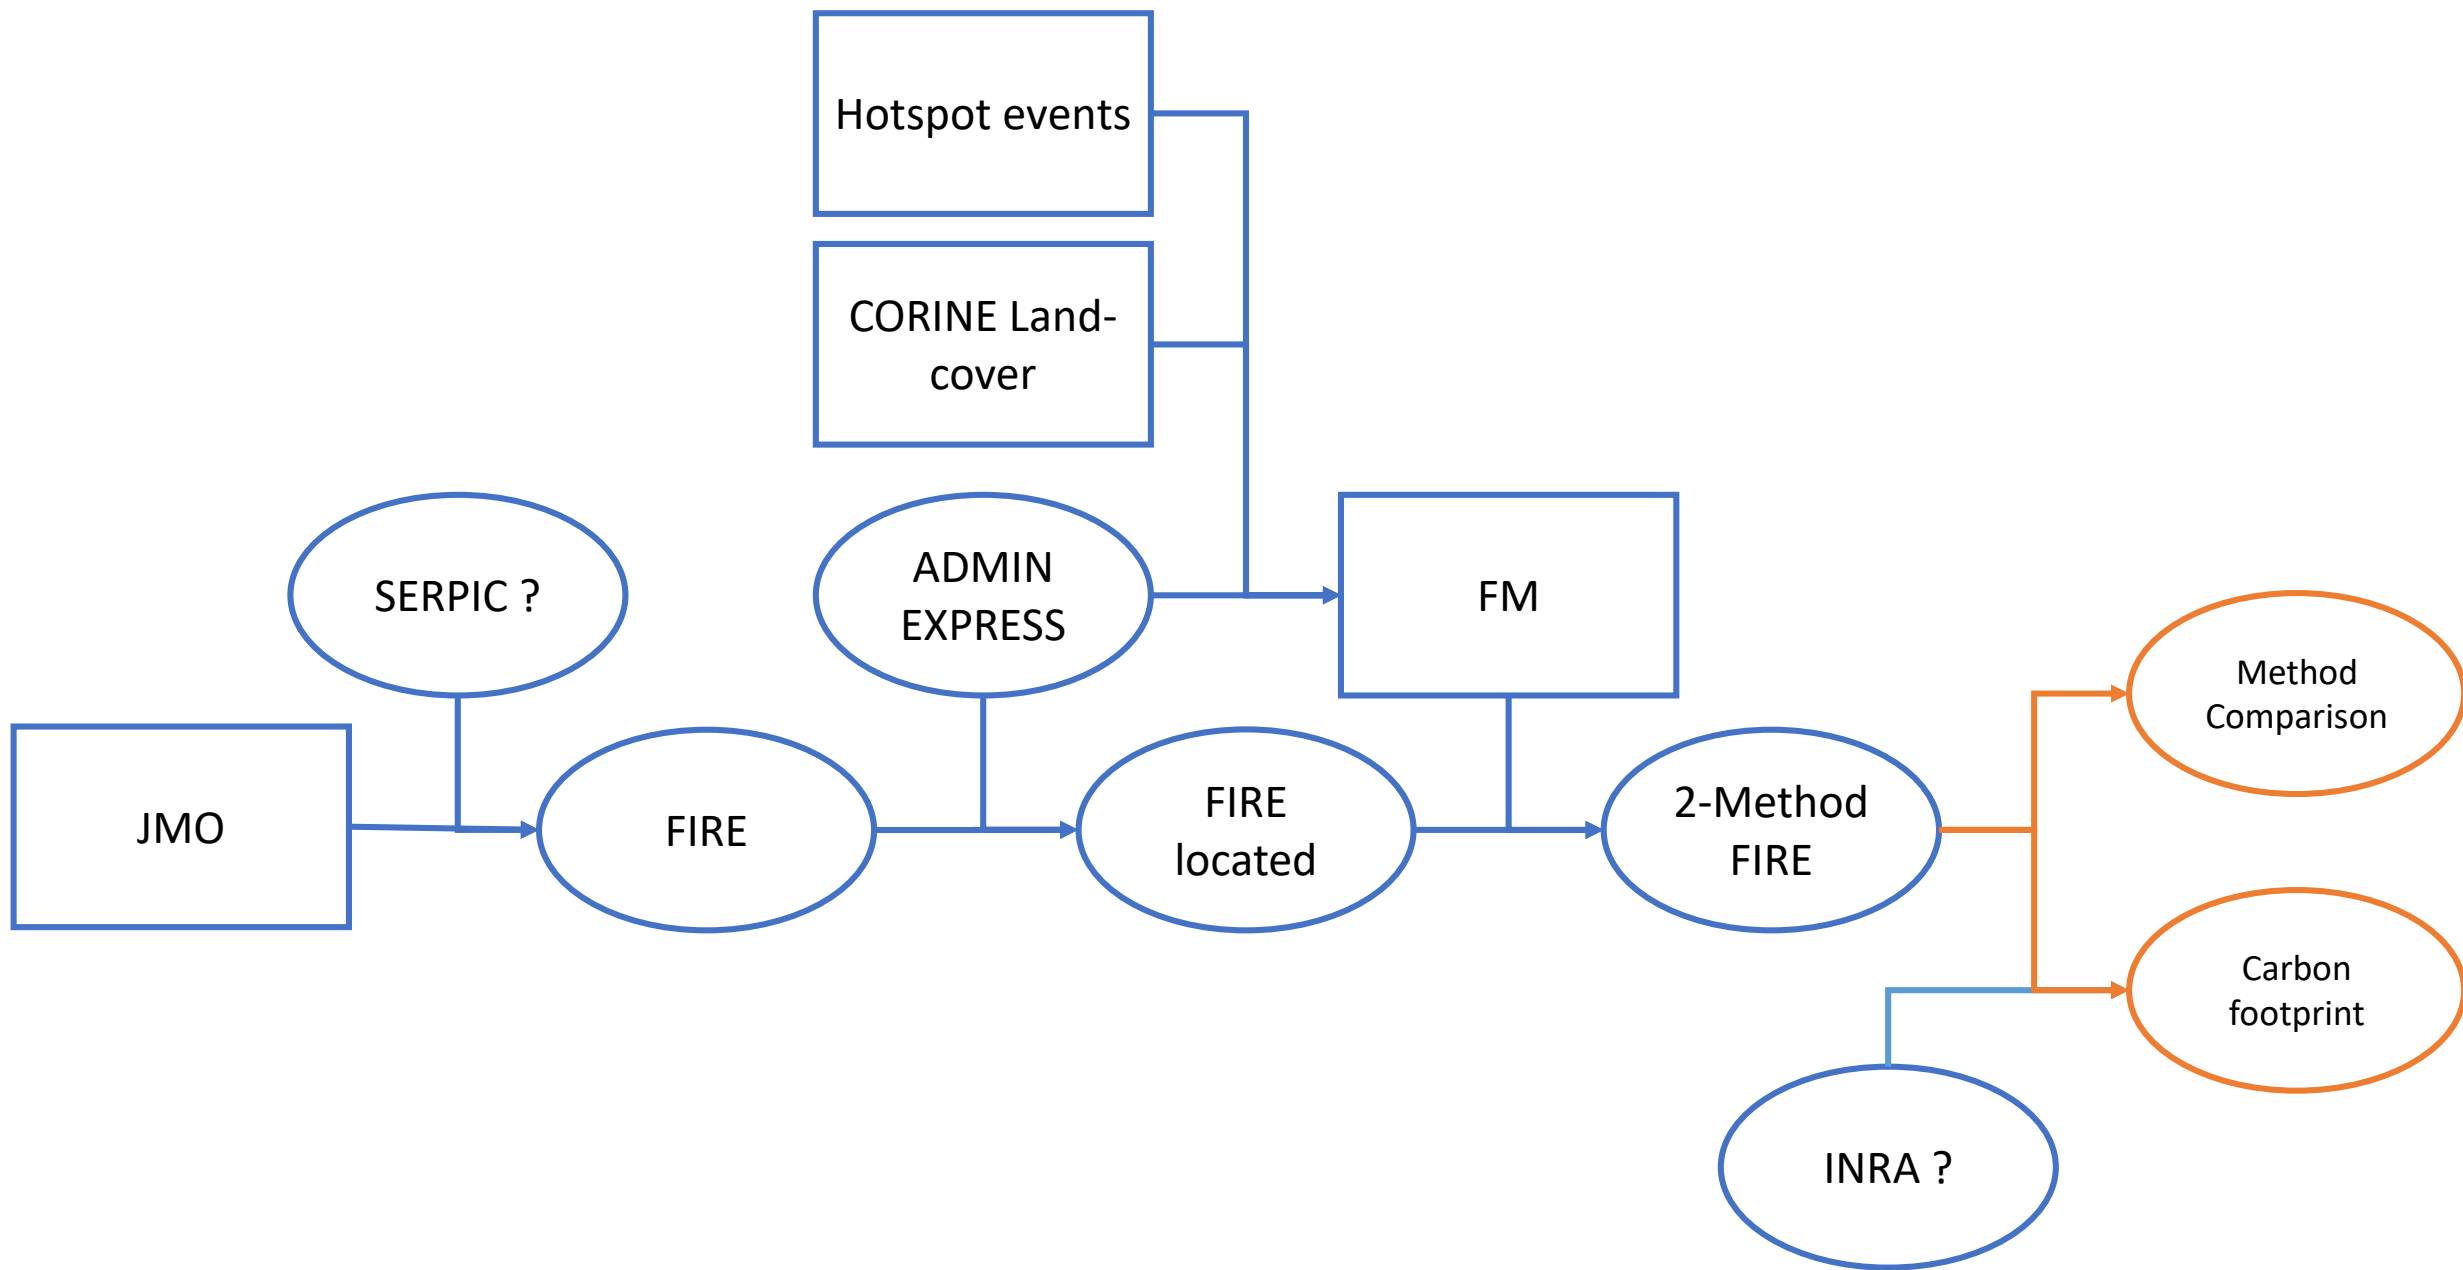 Hotspot events
CORINE Land-
cover
SERPIC ?
ADMIN
EXPRESS
FM
JMO
FIRE
FIRE
located
2-Method
FIRE
Method
Comparison
Carbon
footprint
INRA ?